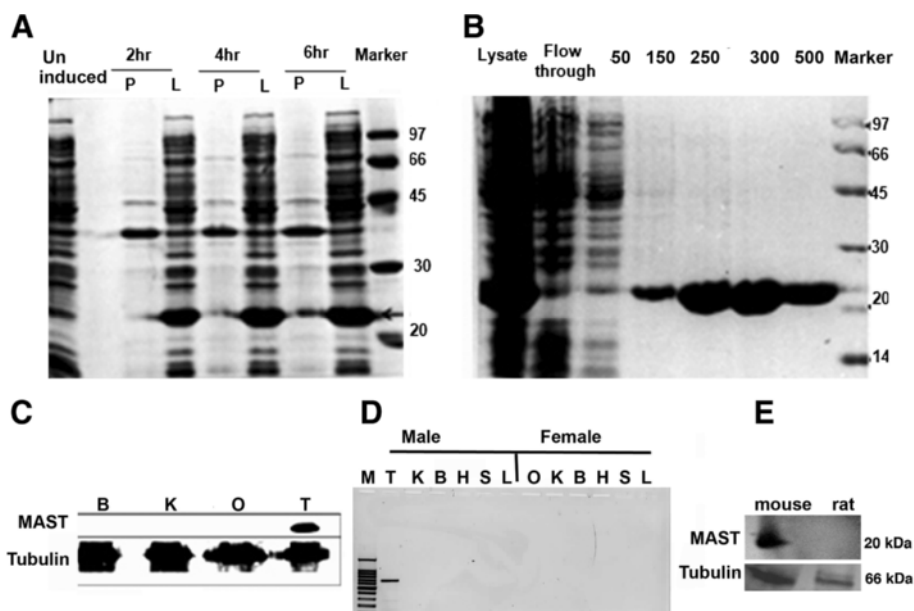 A
Un induced 2hr 4hr 6hr Marker
P L P L P L
97
66
45
30
20
B
Lysate Flow through 50 150 250 300 500 Marker
97
66
45
30
20
14
C
B K O T
MAST
Tubulin
D
Male Female
M T K B H S L O K B H S L
E
mouse rat
MAST 20 kDa
Tubulin 66 kDa